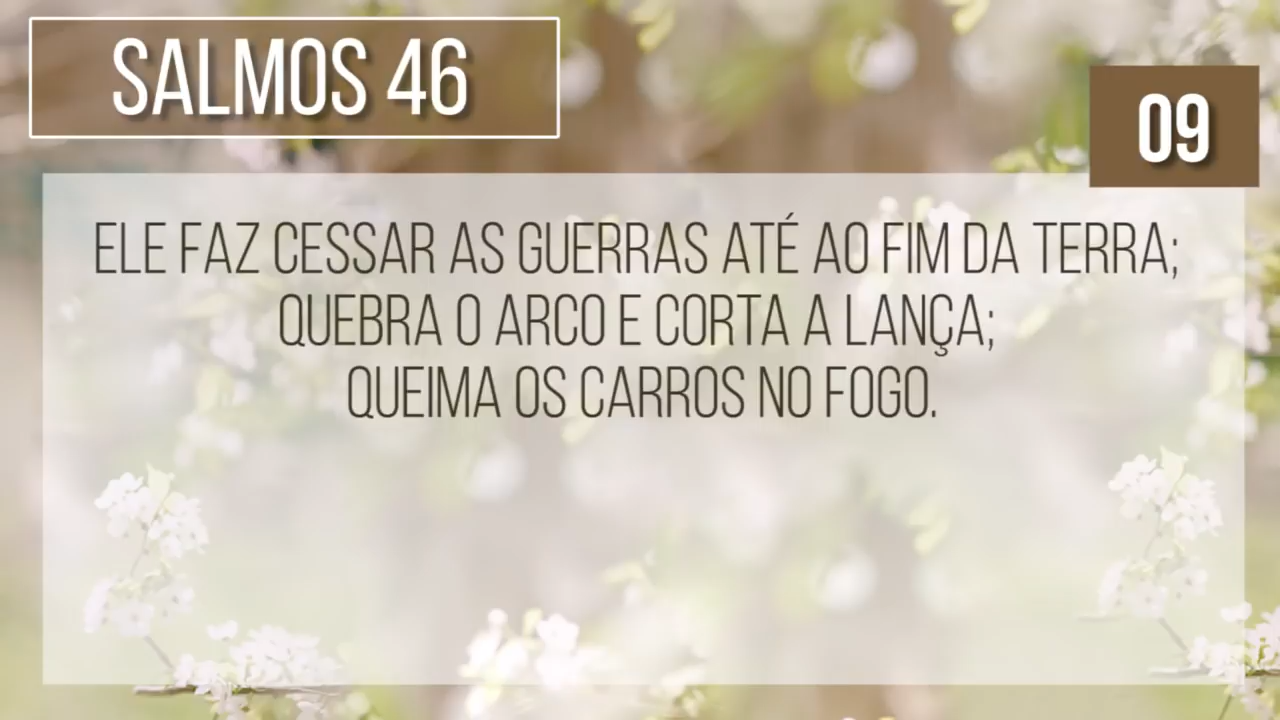 SALMOS 46
09
ELE FAZ CESSAR AS GUERRAS ATÉ AO FIM DA TERRA;
QUEBRA O ARCO E CORTA A LANÇA;
QUEIMA OS CARROS NO FOGO.